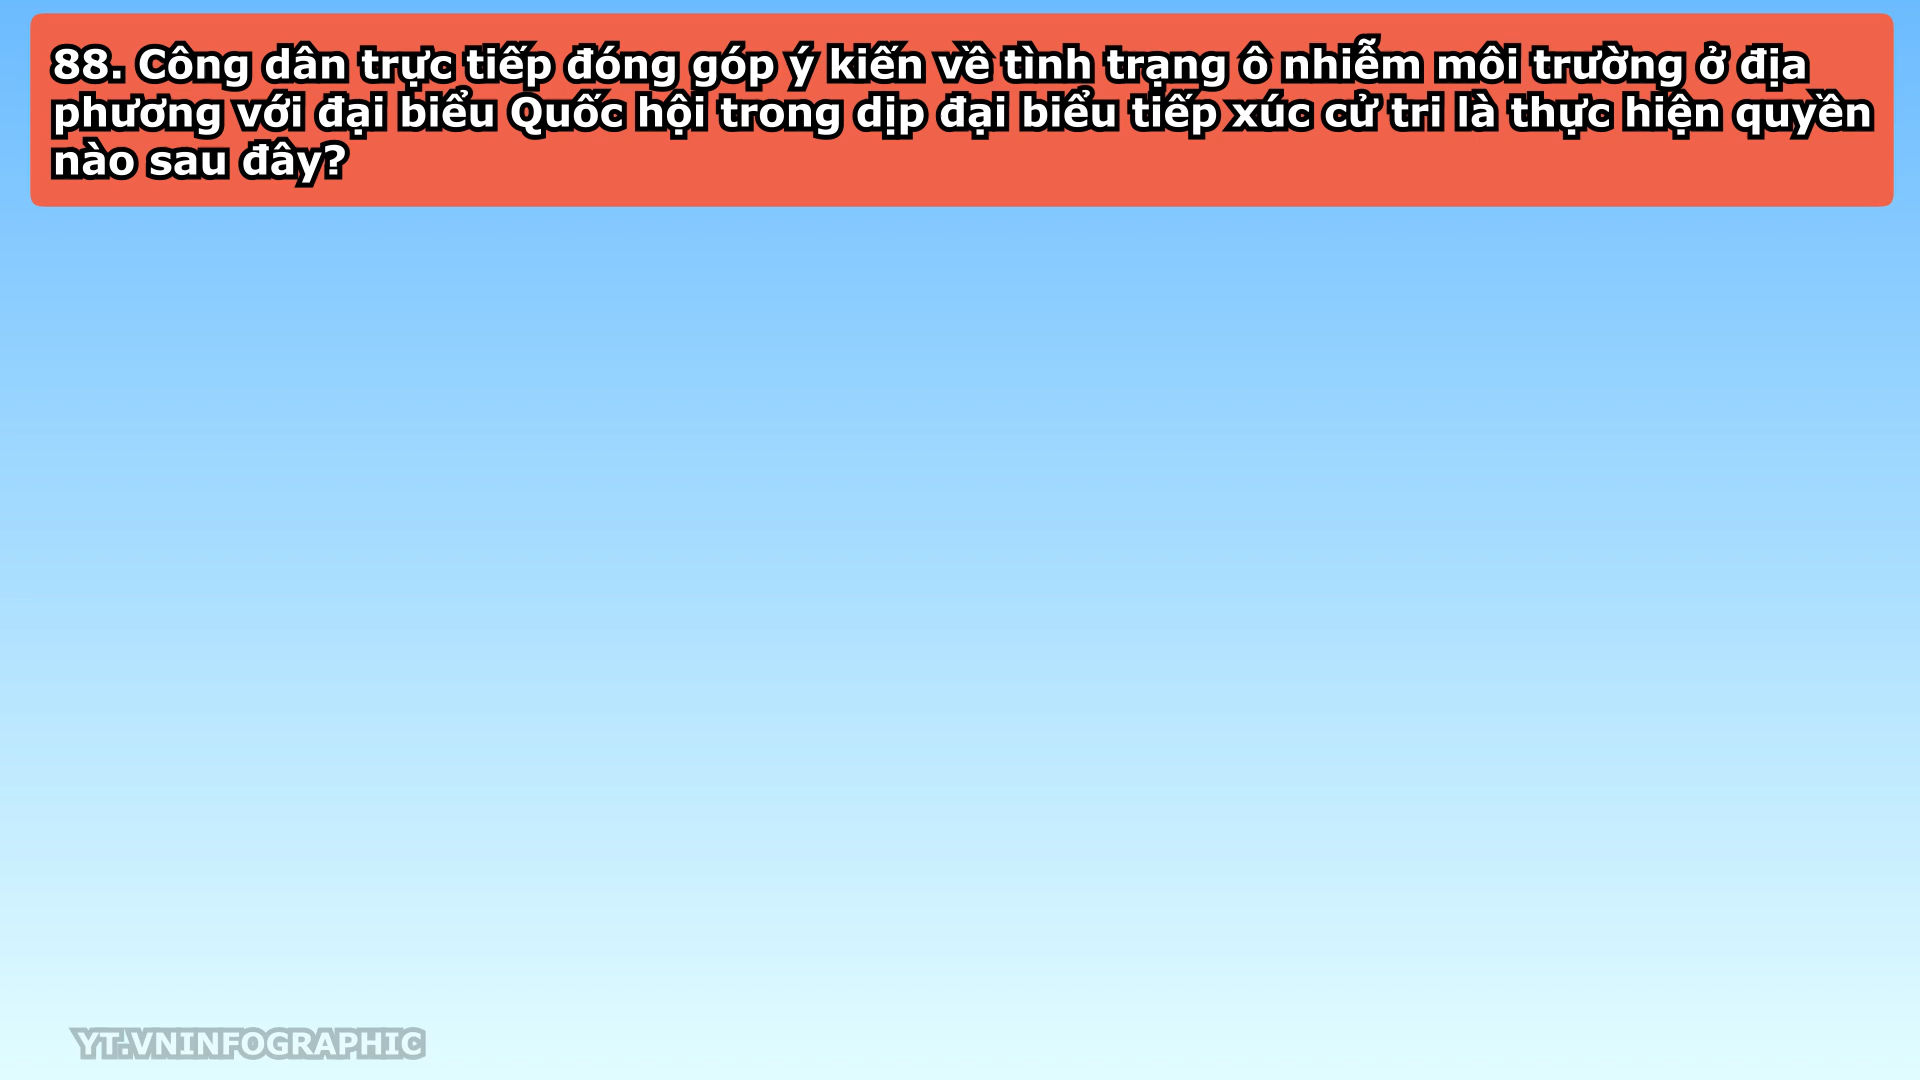 88. Công dân trực tiếp đóng góp ý kiến về tình trạng ô nhiễm môi trường ở địa
phương với đại biểu Quốc hội trong dịp đại biểu tiếp xúc cử tri là thực hiện quyền
nào sau đây?
YT.VNINFOGRAPHIC